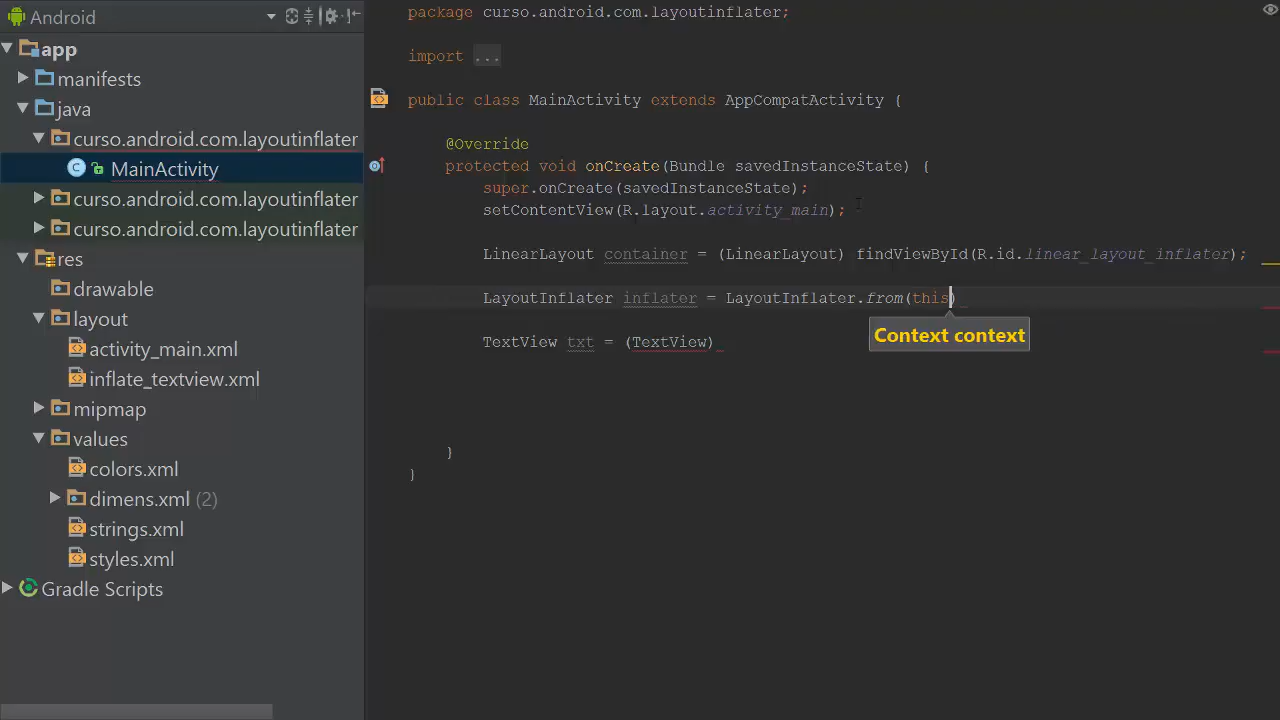 Android
app
manifests
java
curso.android.com.layoutinflater
MainActivity
curso.android.com.layoutinflater
curso.android.com.layoutinflater
res
drawable
layout
activity_main.xml
inflate_textview.xml
mipmap
values
colors.xml
dimens.xml (2)
strings.xml
styles.xml
Gradle Scripts
package curso.android.com.layoutinflater;
import ...
public class MainActivity extends AppCompatActivity {
@Override
protected void onCreate(Bundle savedInstanceState) {
super.onCreate(savedInstanceState);
setContentView(R.layout.activity_main);
LinearLayout container = (LinearLayout) findViewById(R.id.linear_layout_inflater);
LayoutInflater inflater = LayoutInflater.from(this)
Context context
TextView txt = (TextView)
}
}